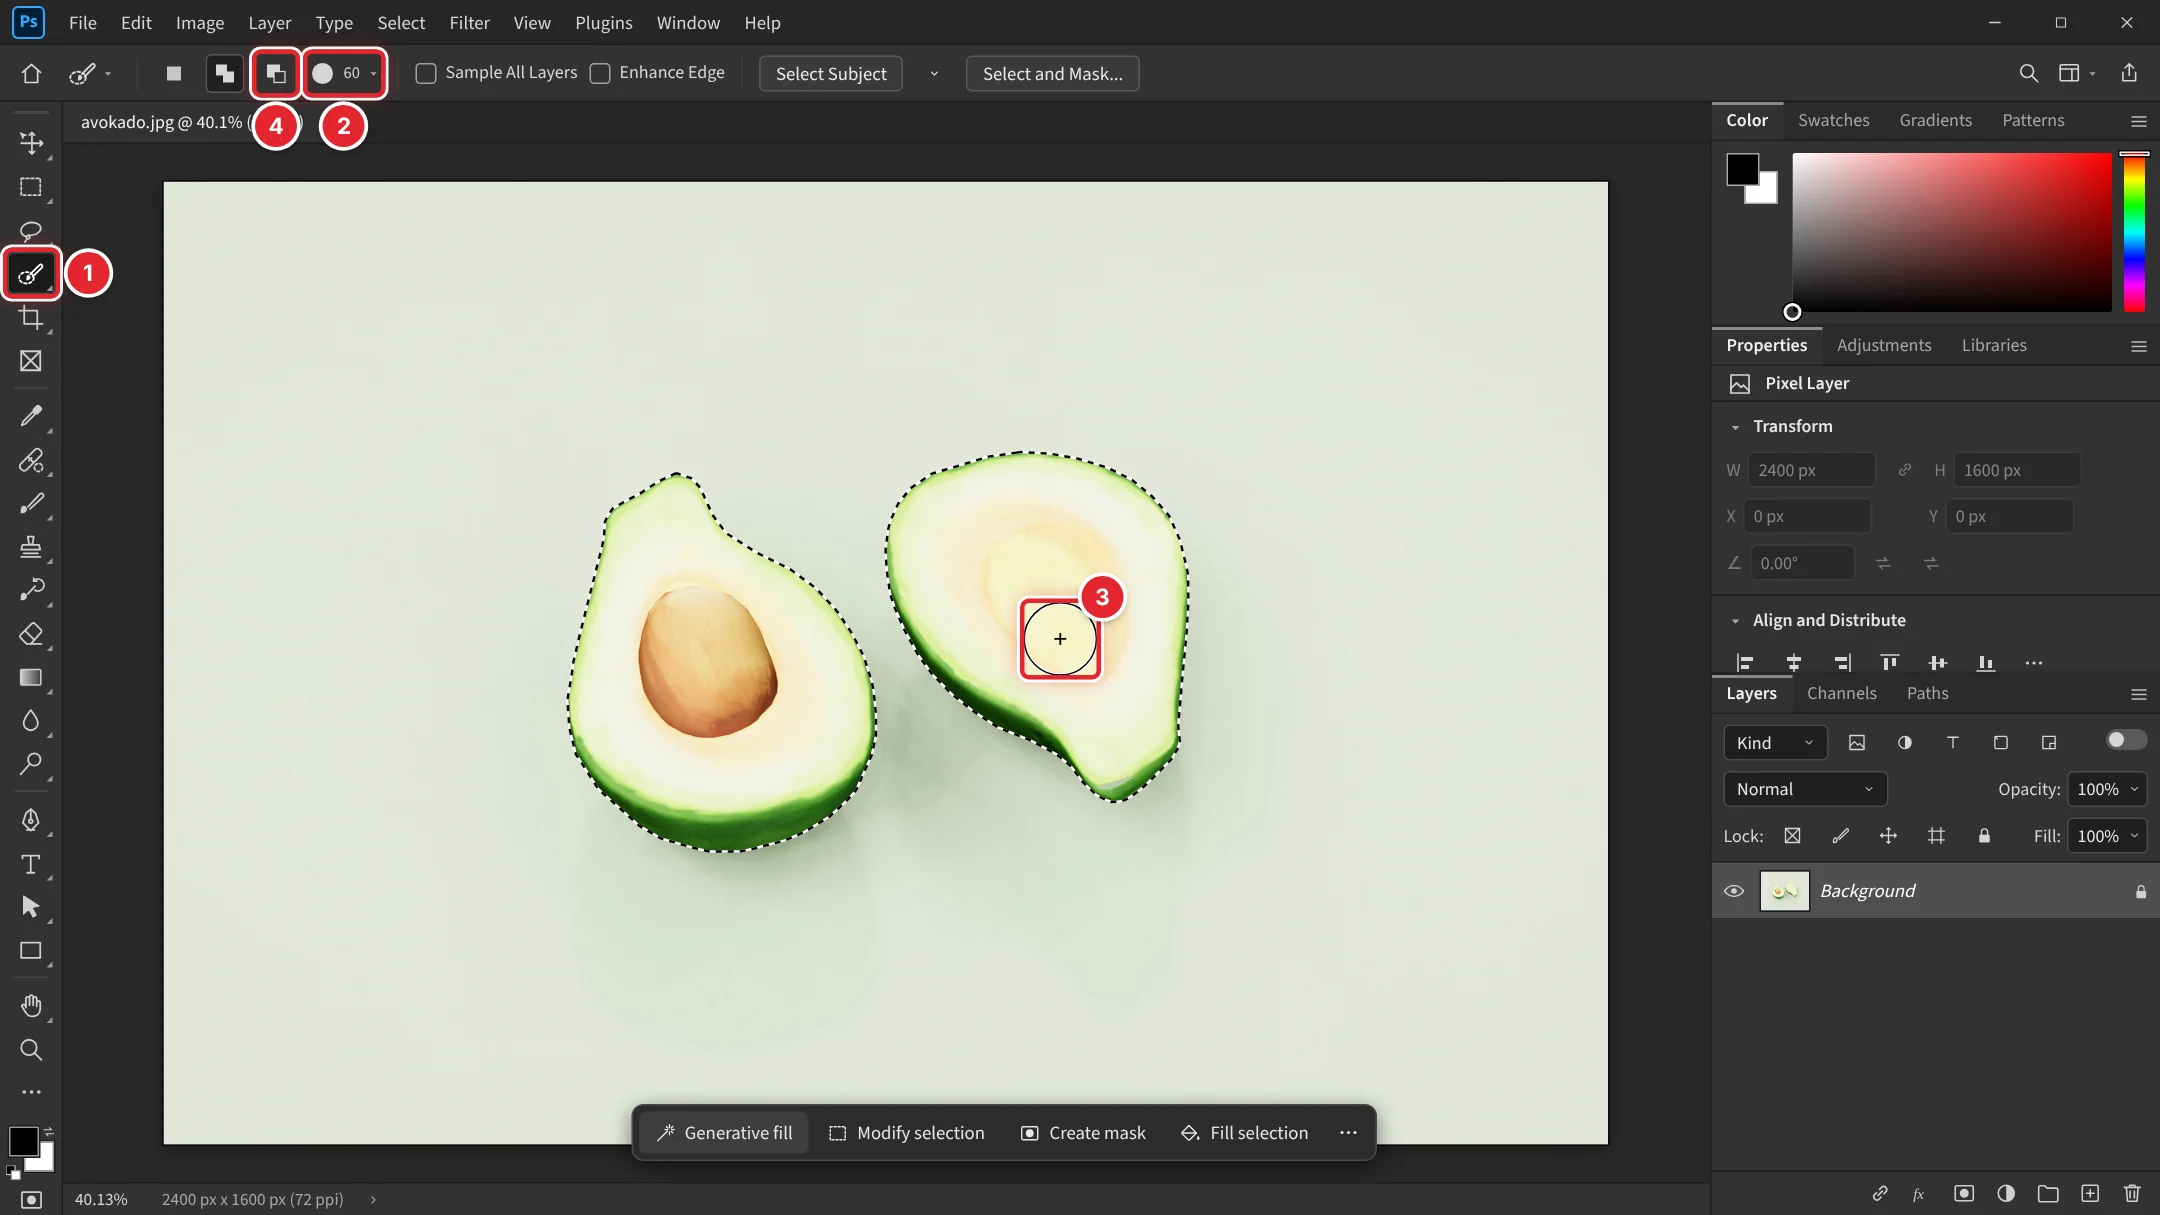 Ps File Edit Image Layer Type Select Filter View Plugins Window Help
60 Sample All Layers Enhance Edge Select Subject Select and Mask...
avokado.jpg @ 40.1% (
4 2
1
3
Color Swatches Gradients Patterns
Properties Adjustments Libraries
Pixel Layer
Transform
W 2400 px H 1600 px
X 0 px Y 0 px
0.00°
Align and Distribute
Layers Channels Paths
Kind
Normal Opacity: 100%
Lock: Fill: 100%
Background
Generative fill Modify selection Create mask Fill selection
40.13% 2400 px x 1600 px (72 ppi)
fx